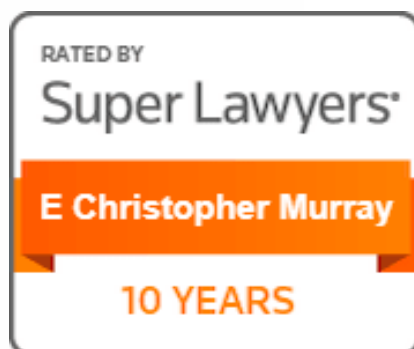 RATED BY
Super Lawyers®
E Christopher Murray
10 YEARS